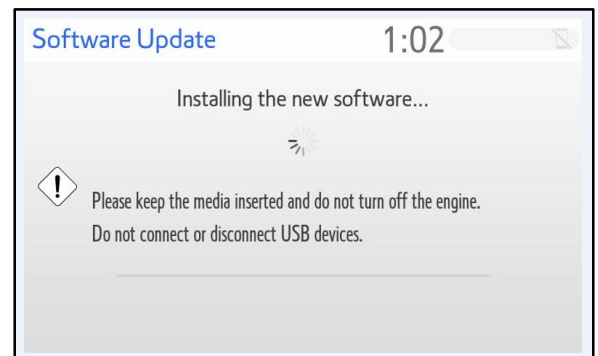 Software Update 1:02
Installing the new software...
!
Please keep the media inserted and do not turn off the engine.
Do not connect or disconnect USB devices.